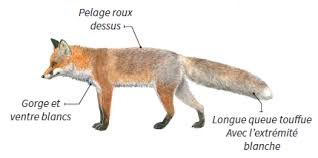 Pelage roux
dessus
Gorge et
ventre blancs
Longue queue touffue
Avec l'extrémité
blanche